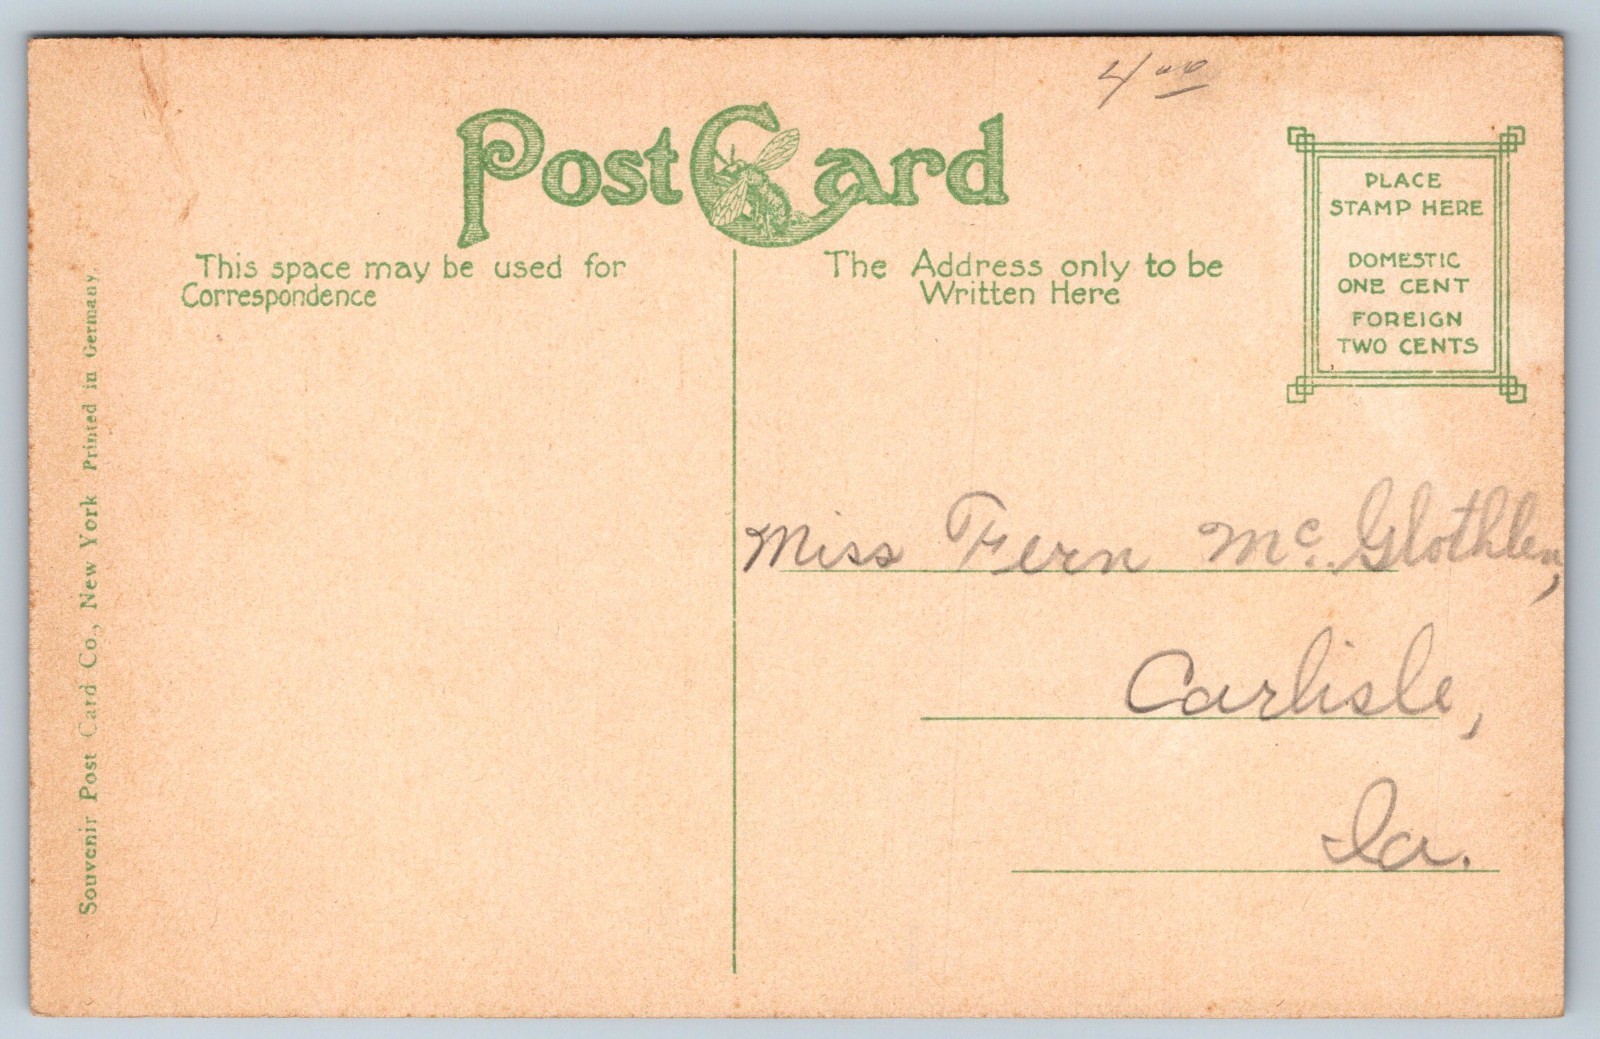 4 00
Post Card
This space may be used for
Correspondence
The Address only to be
Written Here
PLACE
STAMP HERE
DOMESTIC
ONE CENT
FOREIGN
TWO CENTS
Souvenir Post Card Co., New York Printed in Germany
Miss Fern Mc. Glothlen,
Carlisle,
Ia.